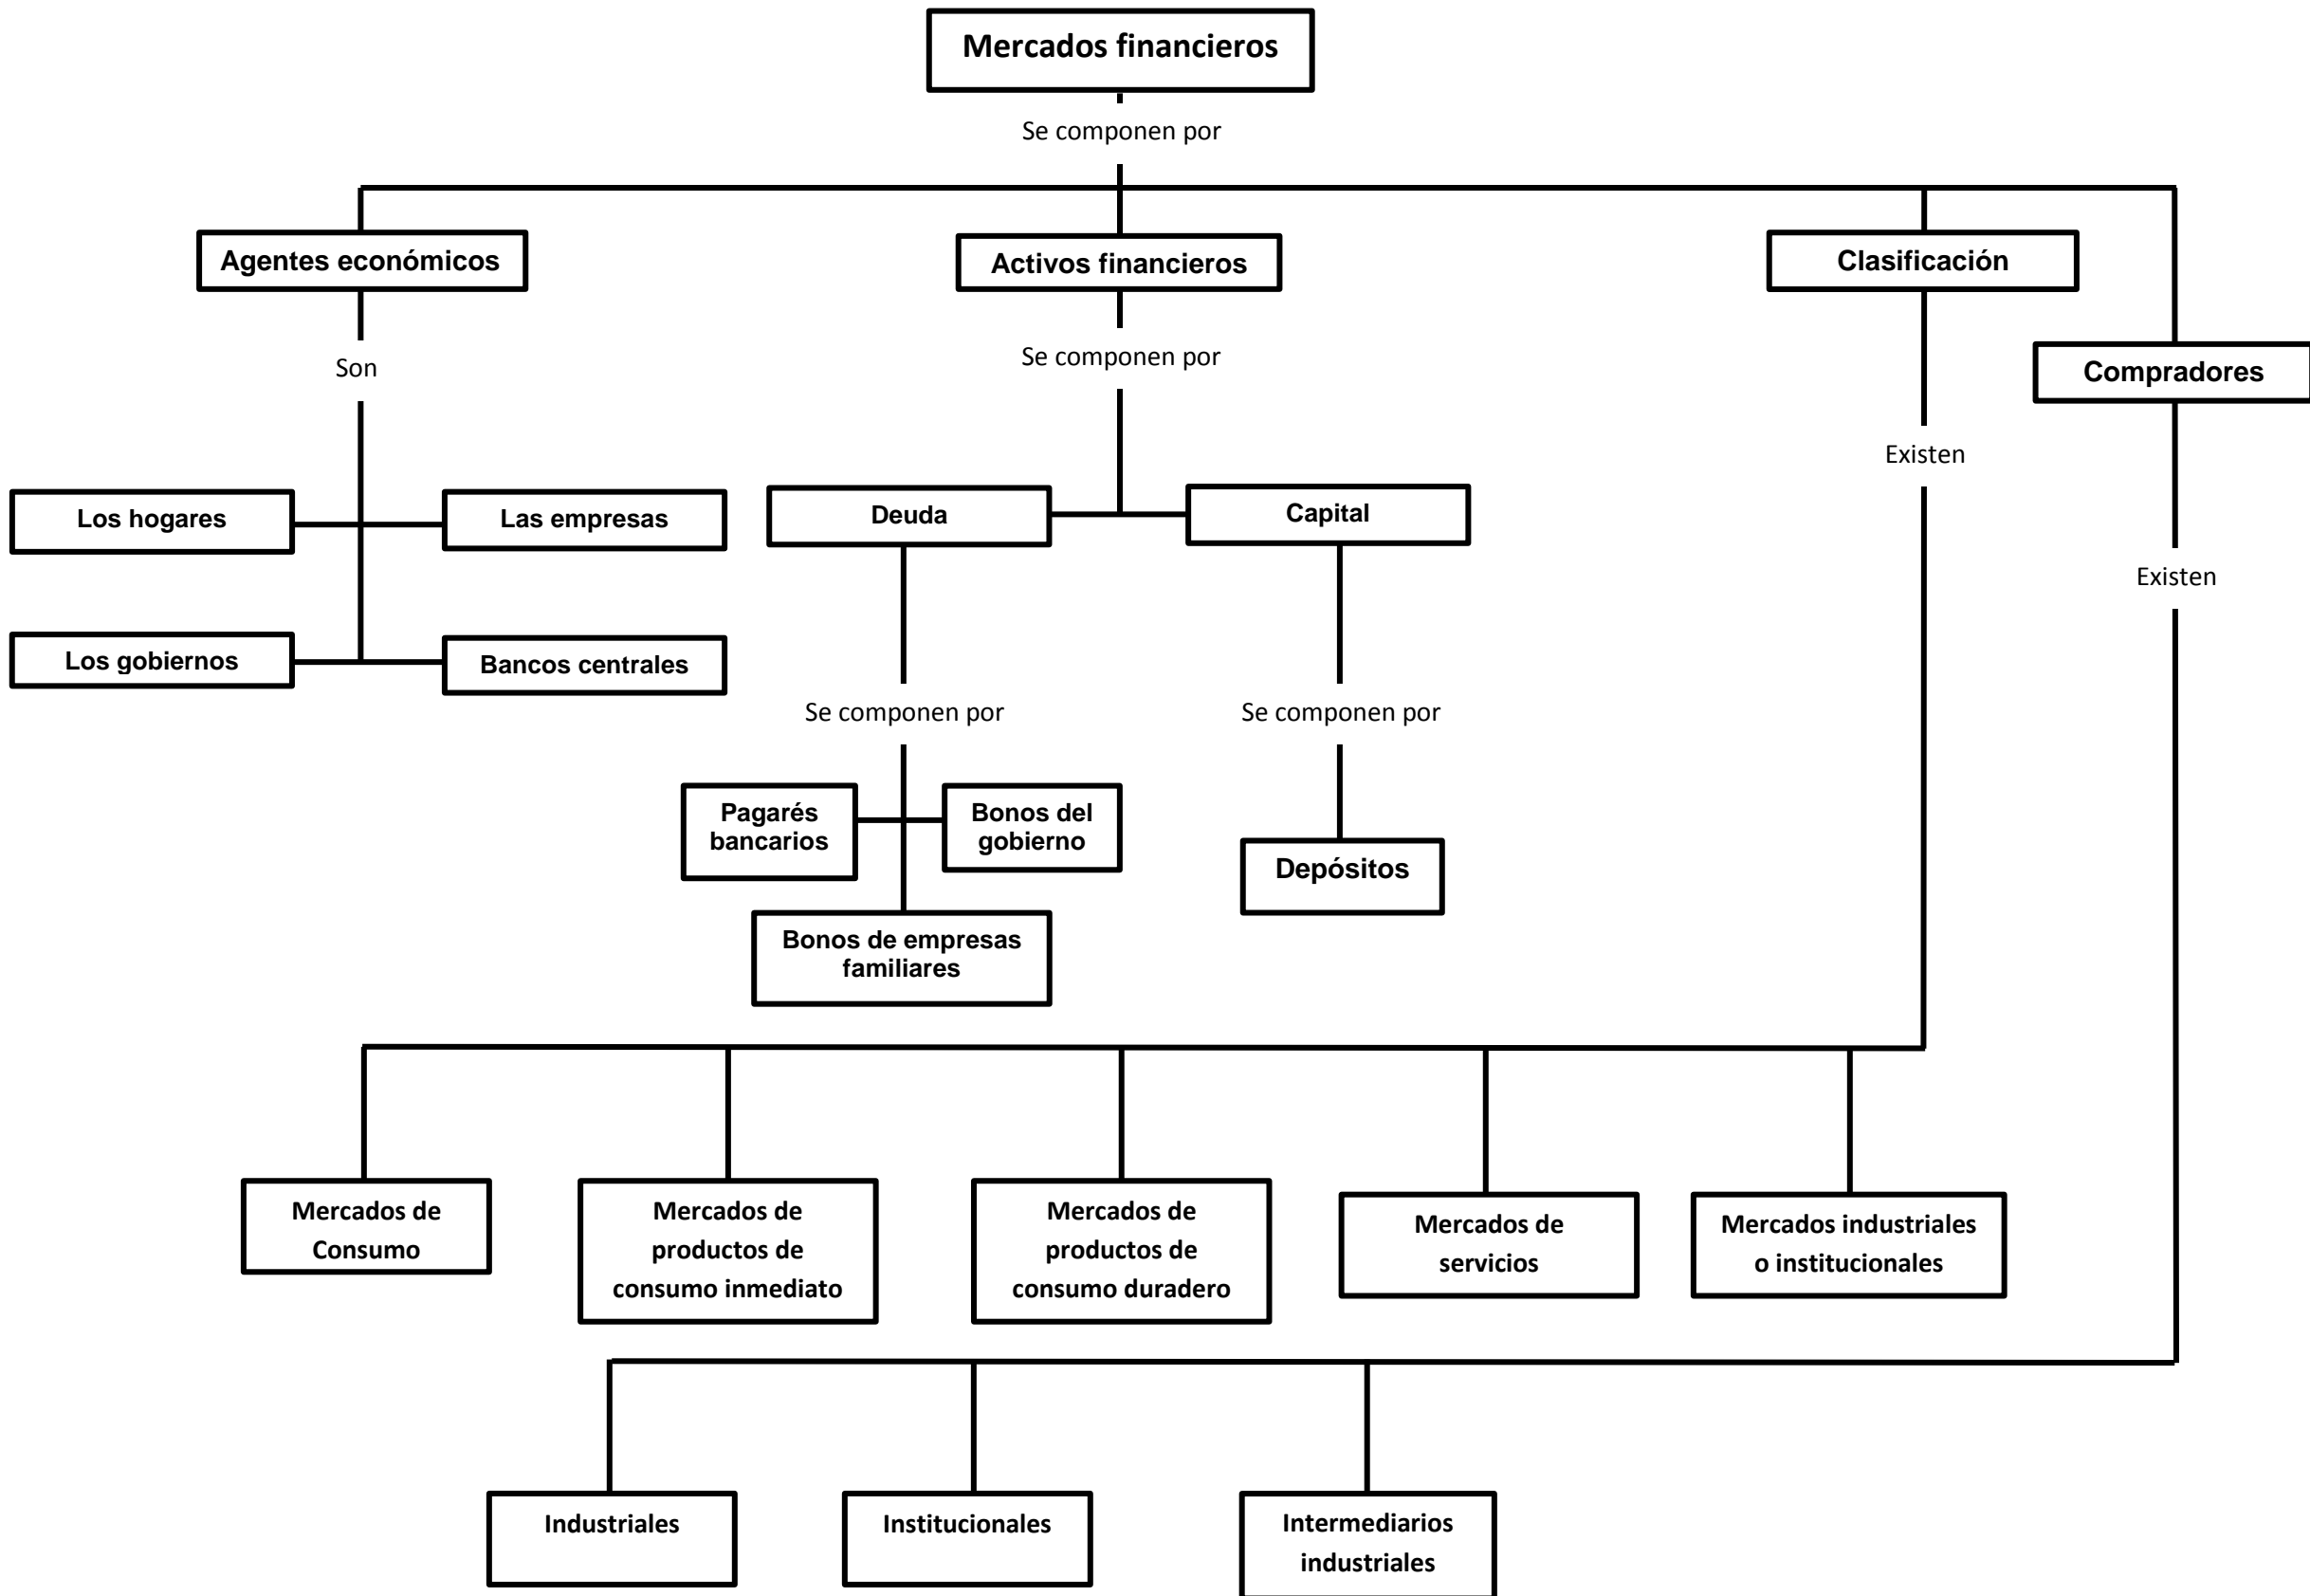 Mercados financieros
Se componen por
Agentes económicos
Activos financieros
Clasificación
Compradores
Son
Se componen por
Existen
Existen
Los hogares
Las empresas
Deuda
Capital
Los gobiernos
Bancos centrales
Se componen por
Se componen por
Pagarés
bancarios
Bonos del
gobierno
Depósitos
Bonos de empresas
familiares
Mercados de
Consumo
Mercados de
productos de
consumo inmediato
Mercados de
productos de
consumo duradero
Mercados de
servicios
Mercados industriales
o institucionales
Industriales
Institucionales
Intermediarios
industriales